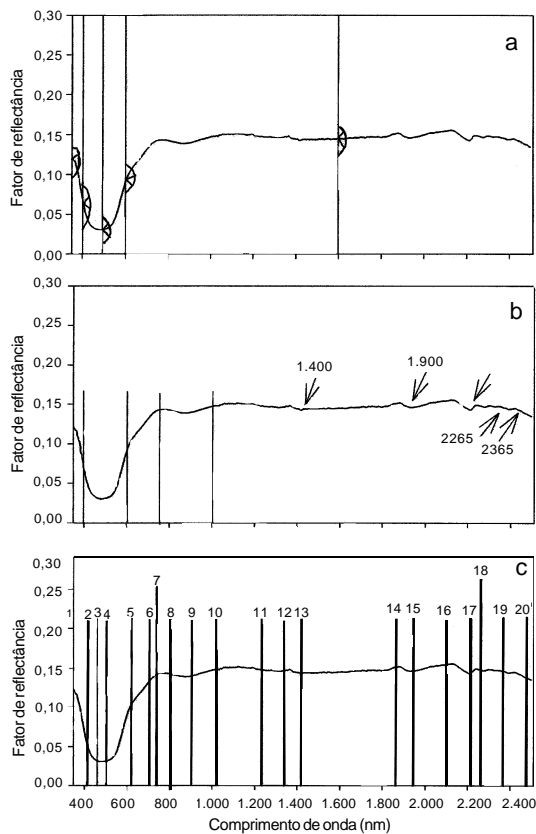 0,30
a
0,25
0,20
0,15
0,10
0,05
0,00
Fator de reflectância
0,30
b
0,25
0,20
0,15
0,10
0,05
0,00
Fator de reflectância
1.400
1.900
2265
2365
0,30
c
0,25
0,20
0,15
0,10
0,05
0,00
Fator de reflectância
1 2 3 4 5 6 7 8 9 10 11 12 13 14 15 16 17 18 19 20
400 600 800 1.000 1.200 1.400 1.600 1.800 2.000 2.200 2.400
Comprimento de onda (nm)